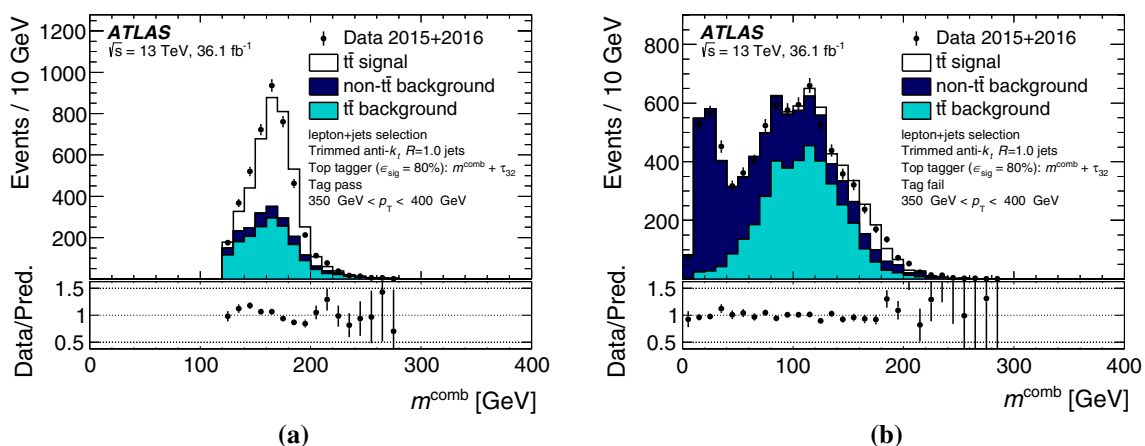 ATLAS
√s = 13 TeV, 36.1 fb⁻¹
Data 2015+2016
tt̄ signal
non-tt̄ background
tt̄ background
lepton+jets selection
Trimmed anti-kₜ R=1.0 jets
Top tagger (ϵsig = 80%): mᶜᵒᵐᵇ + τ₃₂
Tag pass
350 GeV < pT < 400 GeV
Events / 10 GeV
1200
1000
800
600
400
200
Data/Pred.
1.5
1
0.5
0 100 200 300 400
mᶜᵒᵐᵇ [GeV]
(a)
ATLAS
√s = 13 TeV, 36.1 fb⁻¹
Data 2015+2016
tt̄ signal
non-tt̄ background
tt̄ background
lepton+jets selection
Trimmed anti-kₜ R=1.0 jets
Top tagger (ϵsig = 80%): mᶜᵒᵐᵇ + τ₃₂
Tag fail
350 GeV < pT < 400 GeV
Events / 10 GeV
800
600
400
200
Data/Pred.
1.5
1
0.5
0 100 200 300 400
mᶜᵒᵐᵇ [GeV]
(b)